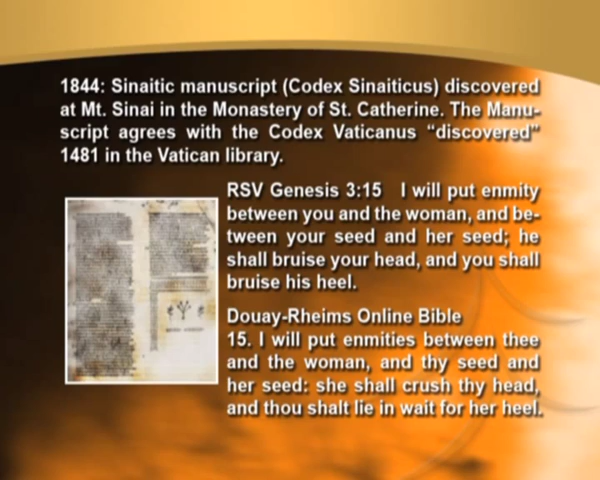 1844: Sinaitic manuscript (Codex Sinaiticus) discovered
at Mt. Sinai in the Monastery of St. Catherine. The Manu-
script agrees with the Codex Vaticanus “discovered”
1481 in the Vatican library.
RSV Genesis 3:15 I will put enmity
between you and the woman, and be-
tween your seed and her seed; he
shall bruise your head, and you shall
bruise his heel.
Douay-Rheims Online Bible
15. I will put enmities between thee
and the woman, and thy seed and
her seed: she shall crush thy head,
and thou shalt lie in wait for her heel.